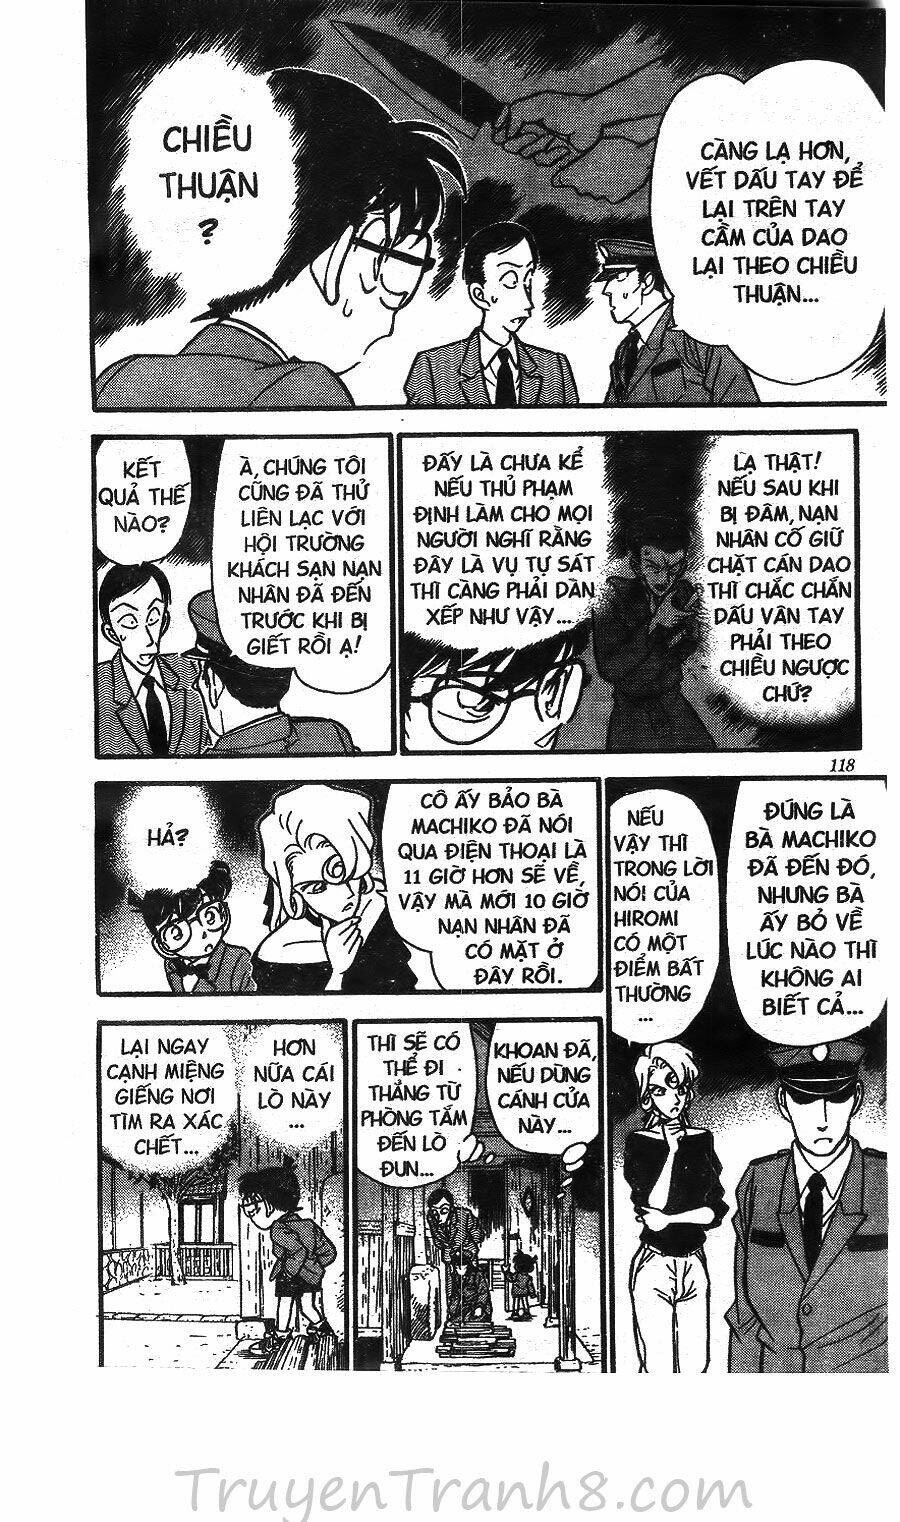 CÀNG LẠ HƠN,
VẾT DẤU TAY ĐỂ
LẠI TRÊN TAY
CẦM CỦA DAO
LẠI THEO CHIỀU
THUẬN...
CHIỀU
THUẬN
?
LẠ THẬT!
NẾU SAU KHI
BỊ ĐÂM, NẠN
NHÂN CỐ GIỮ
CHẶT CÁN DAO
THÌ CHẮC CHẮN
DẤU VÂN TAY
PHẢI THEO
CHIỀU NGƯỢC
CHỨ?
ĐẤY LÀ CHƯA KỂ
NẾU THỦ PHẠM
ĐỊNH LÀM CHO MỌI
NGƯỜI NGHĨ RẰNG
ĐÂY LÀ VỤ TỰ SÁT
THÌ CÀNG PHẢI DÀN
XẾP NHƯ VẬY...
À, CHÚNG TÔI
CŨNG ĐÃ THỬ
LIÊN LẠC VỚI
HỘI TRƯỜNG
KHÁCH SẠN NẠN
NHÂN ĐÃ ĐẾN
TRƯỚC KHI BỊ
GIẾT RỒI Ạ!
KẾT
QUẢ THẾ
NÀO?
118
ĐÚNG LÀ
BÀ MACHIKO
ĐÃ ĐẾN ĐÓ,
NHƯNG BÀ
ẤY BỎ VỀ
LÚC NÀO THÌ
KHÔNG AI
BIẾT CẢ...
NẾU
VẬY THÌ
TRONG LỜI
NÓI CỦA
HIROMI
CÓ MỘT
ĐIỂM BẤT
THƯỜNG
...
CÔ ẤY BẢO BÀ
MACHIKO ĐÃ NÓI
QUA ĐIỆN THOẠI LÀ
11 GIỜ HƠN SẼ VỀ,
VẬY MÀ MỚI 10 GIỜ
NẠN NHÂN ĐÃ
CÓ MẶT Ở
ĐÂY RỒI.
HẢ?
KHOAN ĐÃ,
NẾU DÙNG
CÁNH CỬA
NÀY...
THÌ SẼ CÓ
THỂ ĐI
THẲNG TỪ
PHÒNG TẮM
ĐẾN LÒ
ĐUN...
HƠN
NỮA CÁI
LÒ NÀY
...
LẠI NGAY
CẠNH MIỆNG
GIẾNG NƠI
TÌM RA XÁC
CHẾT...
TruyenTranh8.com